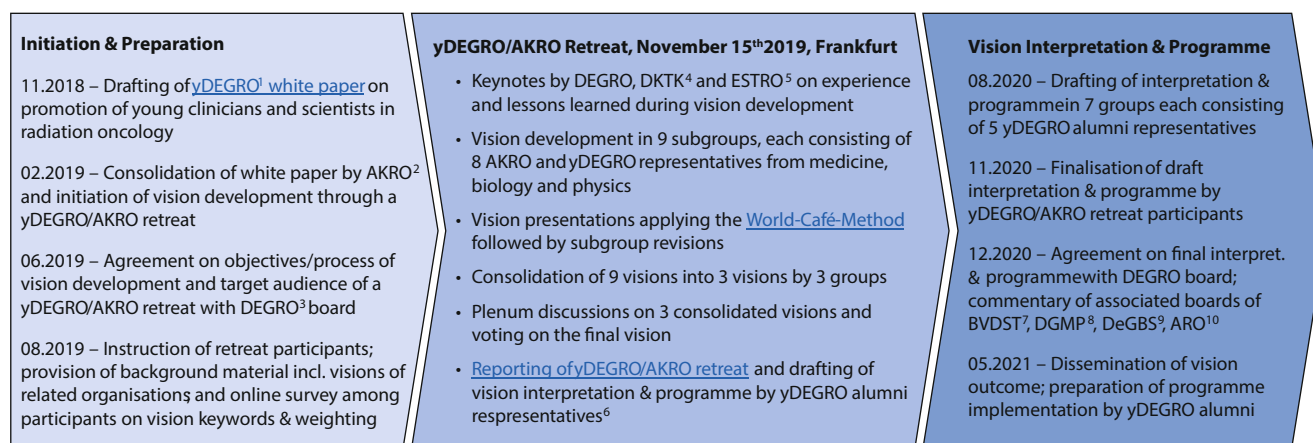 Initiation & Preparation
11.2018 – Drafting of yDEGRO¹ white paper on
promotion of young clinicians and scientists in
radiation oncology
02.2019 – Consolidation of white paper by AKRO²
and initiation of vision development through a
yDEGRO/AKRO retreat
06.2019 – Agreement on objectives/process of
vision development and target audience of a
yDEGRO/AKRO retreat with DEGRO³ board
08.2019 – Instruction of retreat participants;
provision of background material incl. visions of
related organisations; and online survey among
participants on vision keywords & weighting
yDEGRO/AKRO Retreat, November 15ᵗʰ2019, Frankfurt
• Keynotes by DEGRO, DKTK⁴ and ESTRO⁵ on experience
and lessons learned during vision development
• Vision development in 9 subgroups, each consisting of
8 AKRO and yDEGRO representatives from medicine,
biology and physics
• Vision presentations applying the World-Café-Method
followed by subgroup revisions
• Consolidation of 9 visions into 3 visions by 3 groups
• Plenum discussions on 3 consolidated visions and
voting on the final vision
• Reporting of yDEGRO/AKRO retreat and drafting of
vision interpretation & programme by yDEGRO alumni
respresentatives⁶
Vision Interpretation & Programme
08.2020 – Drafting of interpretation &
programmein 7 groups each consisting
of 5 yDEGRO alumni representatives
11.2020 – Finalisation of draft
interpretation & programme by
yDEGRO/AKRO retreat participants
12.2020 – Agreement on final interpret.
& programmewith DEGRO board;
commentary of associated boards of
BVDST⁷, DGMP⁸, DeGBS⁹, ARO¹⁰
05.2021 – Dissemination of vision
outcome; preparation of programme
implementation by yDEGRO alumni